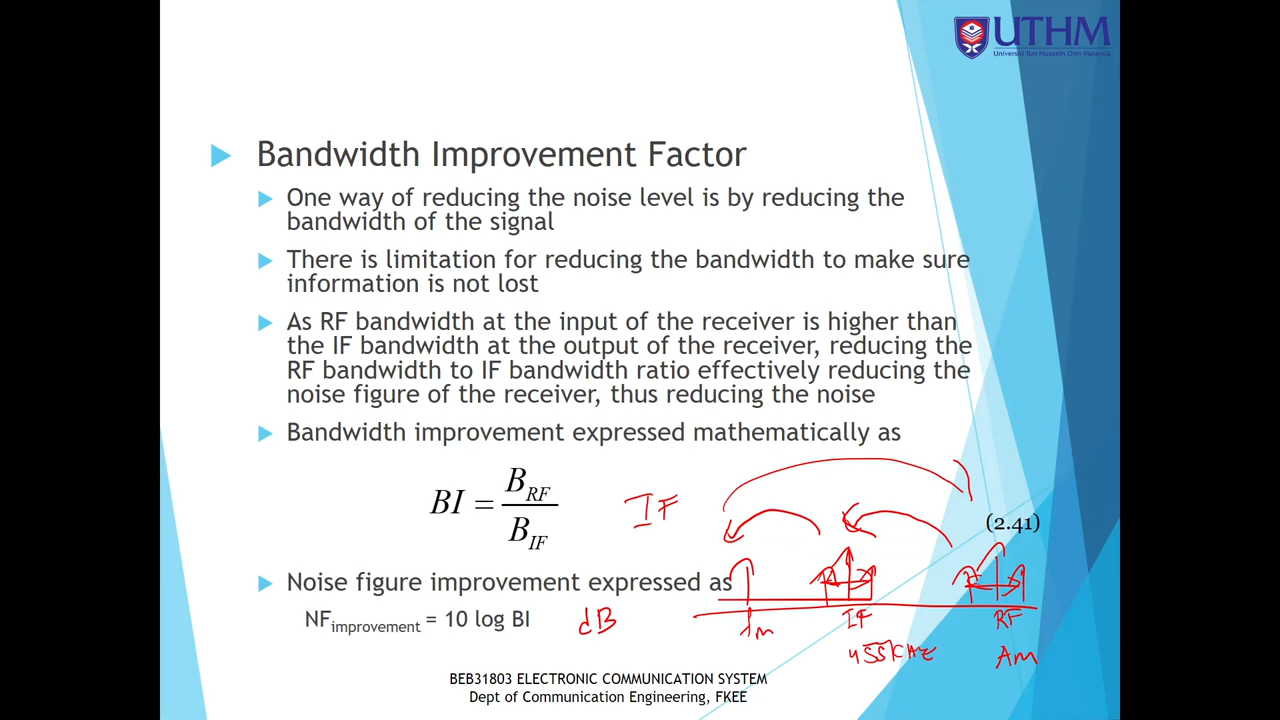 UTHM
Universiti Tun Hussein Onn Malaysia
Bandwidth Improvement Factor
One way of reducing the noise level is by reducing the
bandwidth of the signal
There is limitation for reducing the bandwidth to make sure
information is not lost
As RF bandwidth at the input of the receiver is higher than
the IF bandwidth at the output of the receiver, reducing the
RF bandwidth to IF bandwidth ratio effectively reducing the
noise figure of the receiver, thus reducing the noise
Bandwidth improvement expressed mathematically as
BI = B_RF / B_IF
IF
(2.41)
Noise figure improvement expressed as
NF_improvement = 10 log BI
dB
fm
IF
RF
455KHz
Am
BEB31803 ELECTRONIC COMMUNICATION SYSTEM
Dept of Communication Engineering, FKEE